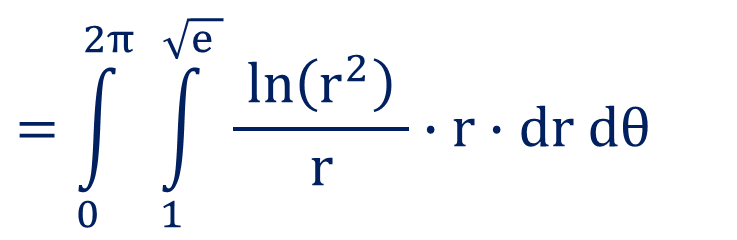 = ∫₀^{2π} ∫₁^{√e} ln(r²)/r · r · dr dθ